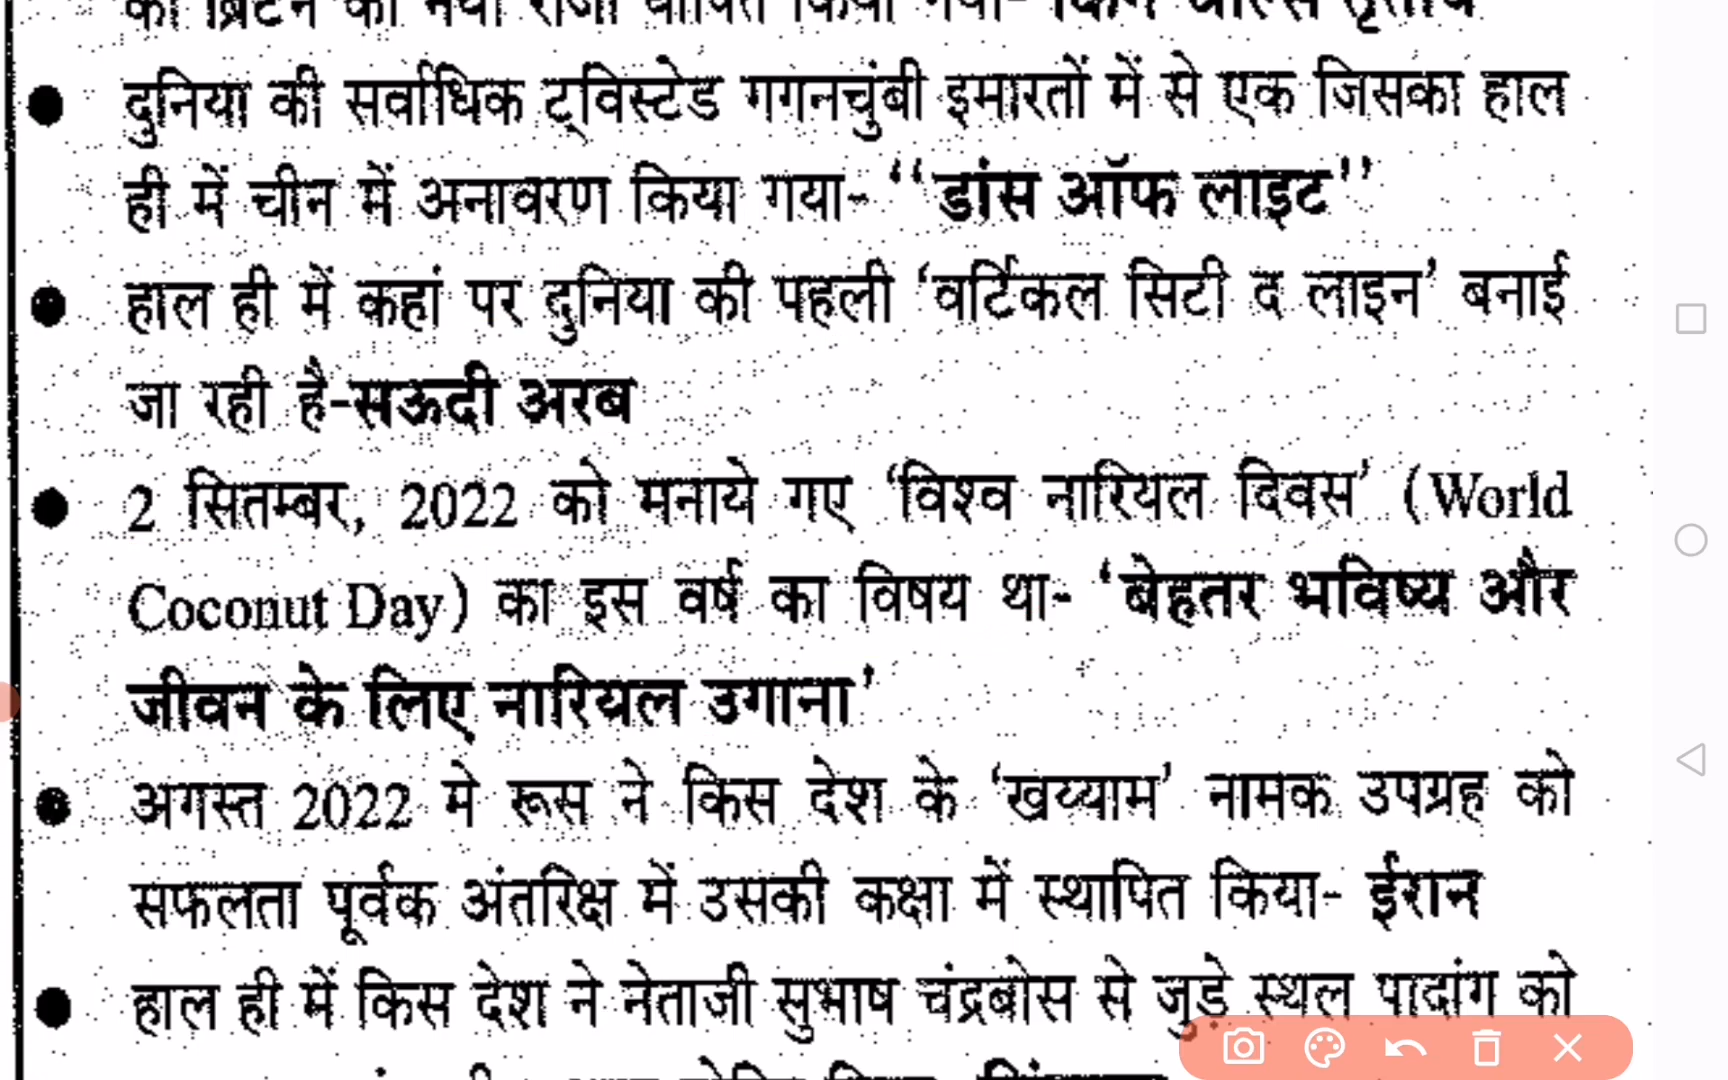 को ब्रिटेन का नया राजा घोषित किया गया- किंग चार्ल्स तृतीय
● दुनिया की सर्वाधिक ट्विस्टेड गगनचुंबी इमारतों में से एक जिसका हाल
ही में चीन में अनावरण किया गया- ‘‘डांस ऑफ लाइट’’
● हाल ही में कहां पर दुनिया की पहली ‘वर्टिकल सिटी द लाइन’ बनाई
जा रही है-सऊदी अरब
● 2 सितम्बर, 2022 को मनाये गए ‘विश्व नारियल दिवस’ (World
Coconut Day) का इस वर्ष का विषय था- ‘बेहतर भविष्य और
जीवन के लिए नारियल उगाना’
● अगस्त 2022 मे रूस ने किस देश के ‘खय्याम’ नामक उपग्रह को
सफलता पूर्वक अंतरिक्ष में उसकी कक्षा में स्थापित किया- ईरान
● हाल ही में किस देश ने नेताजी सुभाष चंद्रबोस से जुड़े स्थल पादांग को